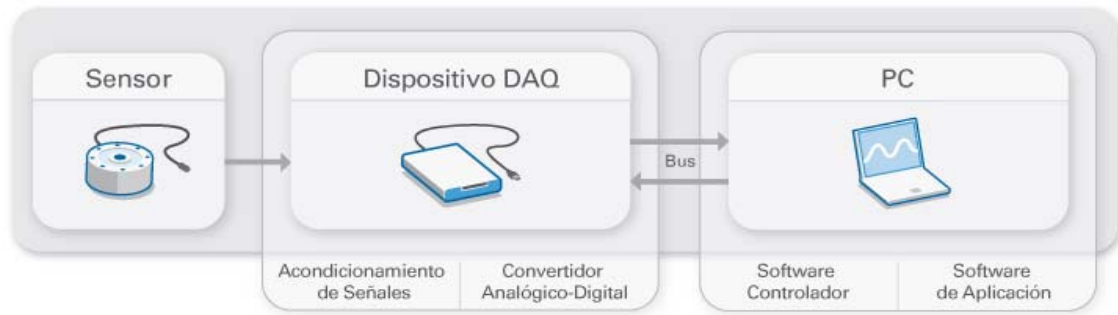 Sensor
Dispositivo DAQ
PC
Bus
Acondicionamiento
de Señales
Convertidor
Analógico-Digital
Software
Controlador
Software
de Aplicación